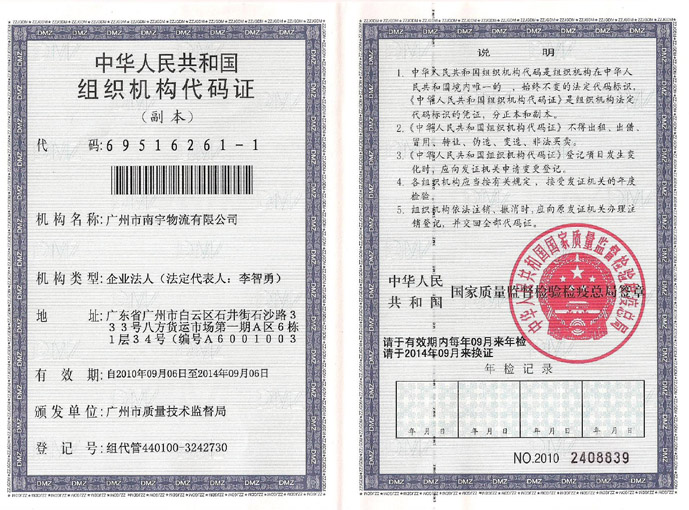 中华人民共和国
组织机构代码证
(副本)
代 码:69516261-1
机构名称:广州市南宇物流有限公司
机构类型:企业法人(法定代表人:李智勇)
地 址:广东省广州市白云区石井街石沙路3
33号八方货运市场第一期A区6栋
1层34号(编号A6001003
有 效 期:自2010年09月06日至2014年09月06日
颁发单位:广州市质量技术监督局
登 记 号:组代管440100-3242730
说 明
1. 中华人民共和国组织机构代码是组织机构在中华人
民共和国境内唯一的、始终不变的法定代码标识,
《中华人民共和国组织机构代码证》是组织机构法定
代码标识的凭证,分正本和副本。
2.《中华人民共和国组织机构代码证》不得出租、出借、
冒用、转让、伪造、变造、非法买卖。
3.《中华人民共和国组织机构代码证》登记项目发生变
化时,应向发证机关申请变更登记。
4. 各组织机构应当按有关规定,接受发证机关的年度
检验。
5. 组织机构依法注销、撤消时,应向原发证机关办理注
销登记,并交回全部代码证。
中华人民
共和国
国家质量监督检验检疫总局签章
中华人民共和国国家质量监督检验检疫总局
请于有效期内每年09月来年检
请于2014年09月来换证
年检记录
年 月 日 年 月 日 年 月 日 年 月 日
NO.2010 2408839